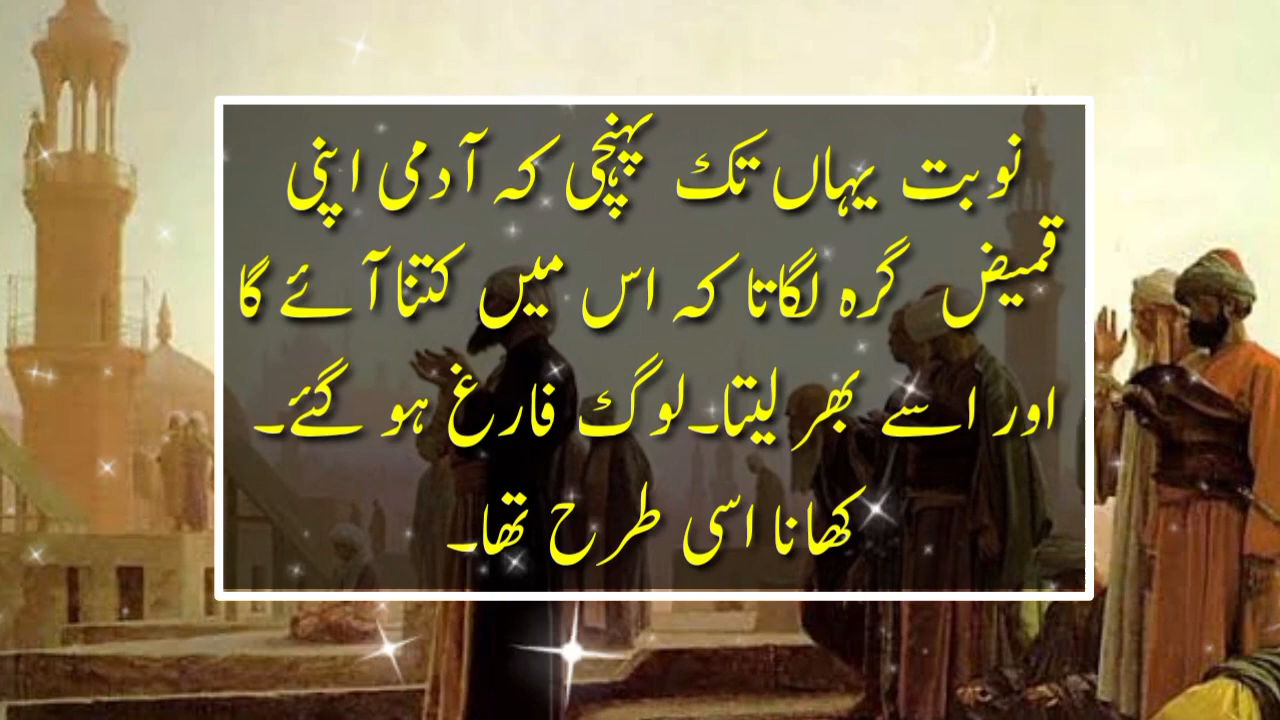 نوبت یہاں تک پہنچی کہ آدمی اپنی
قمیض گرہ لگاتا کہ اس میں کتنا آئے گا
اور اسے بھر لیتا۔لوگ فارغ ہو گئے۔
کھانا اسی طرح تھا۔